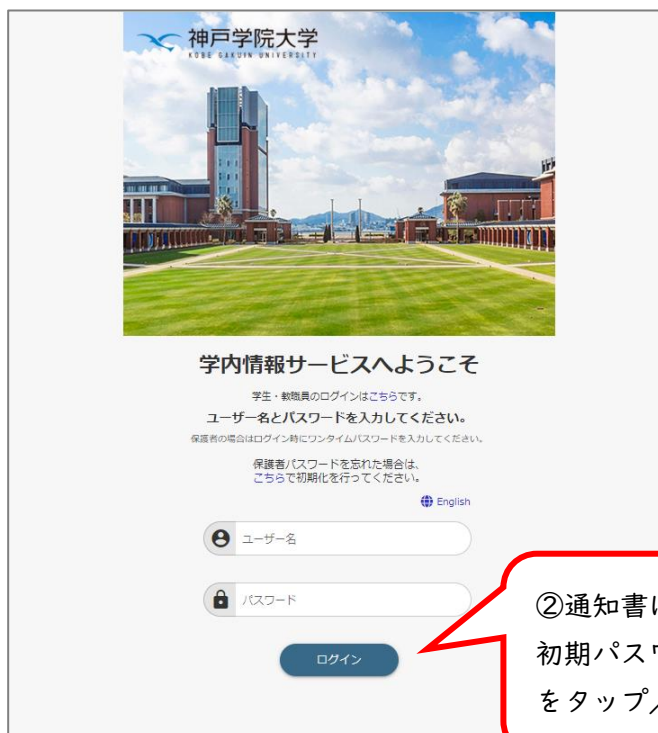 神戸学院大学
KOBE GAKUIN UNIVERSITY
学内情報サービスへようこそ
学生・教職員のログインはこちらです。
ユーザー名とパスワードを入力してください。
保護者の場合はログイン時にワンタイムパスワードを入力してください。
保護者パスワードを忘れた場合は、
こちらで初期化を行ってください。
English
ユーザー名
パスワード
ログイン
②通知書
初期パス
をタップ